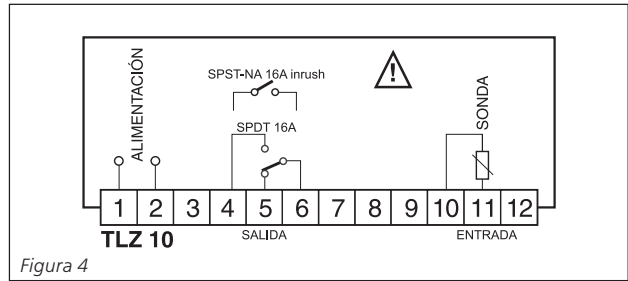 ALIMENTACIÓN
SPST-NA 16A inrush
SPDT 16A
SONDA
1 2 3 4 5 6 7 8 9 10 11 12
TLZ 10 SALIDA ENTRADA
Figura 4